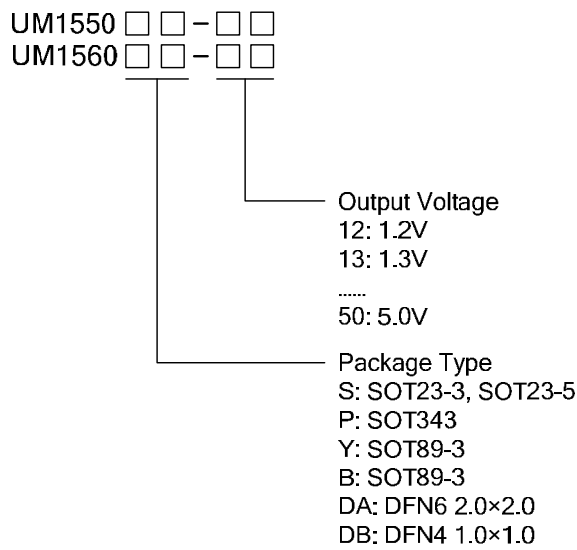 UM1550 □□-□□
UM1560 □□-□□
Output Voltage
12: 1.2V
13: 1.3V
......
50: 5.0V
Package Type
S: SOT23-3, SOT23-5
P: SOT343
Y: SOT89-3
B: SOT89-3
DA: DFN6 2.0×2.0
DB: DFN4 1.0×1.0